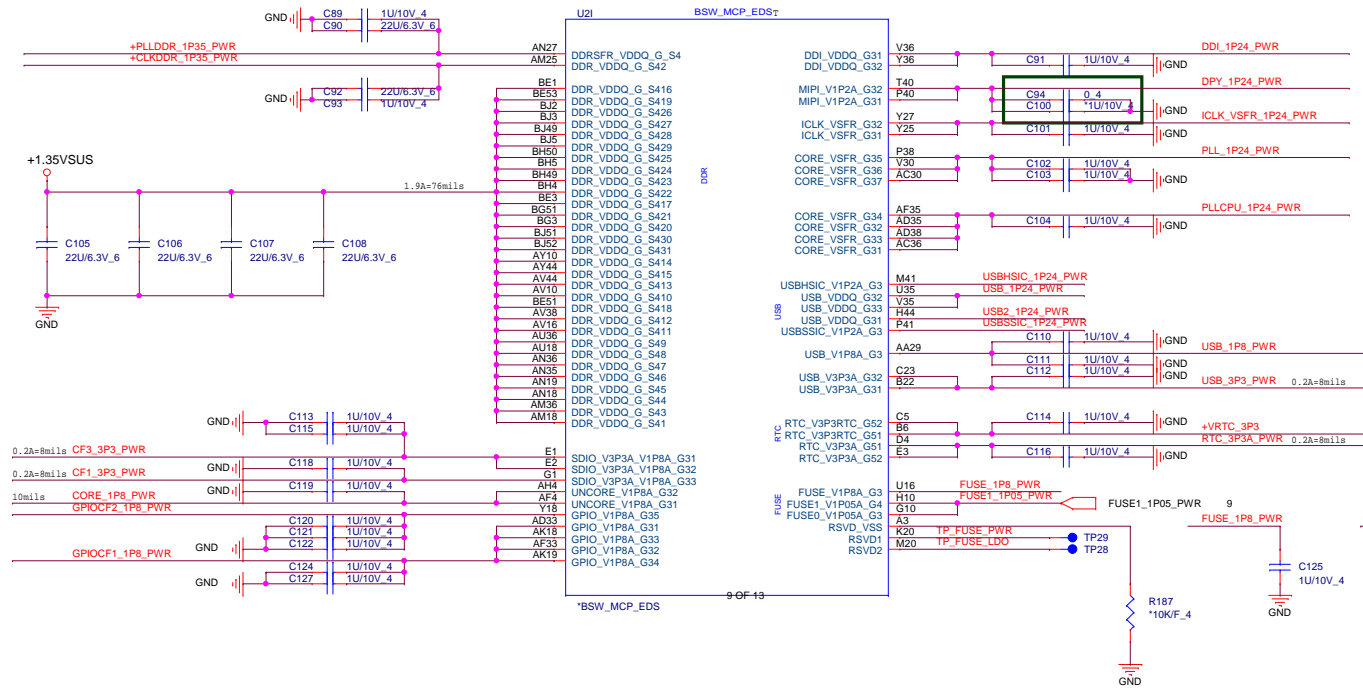 U2I
BSW_MCP_EDST
GND
C89 1U/10V_4
C90 22U/6.3V_6
+PLLDDR_1P35_PWR
+CLKDDR_1P35_PWR
GND
C92 22U/6.3V_6
C93 1U/10V_4
+1.35VSUS
1.9A=76mils
C105 22U/6.3V_6
C106 22U/6.3V_6
C107 22U/6.3V_6
C108 22U/6.3V_6
GND
AN27 DDRSFR_VDDQ_G_S4
AM25 DDR_VDDQ_G_S42
BE1 DDR_VDDQ_G_S416
BE53 DDR_VDDQ_G_S419
BJ2 DDR_VDDQ_G_S426
BJ3 DDR_VDDQ_G_S427
BJ49 DDR_VDDQ_G_S428
BJ5 DDR_VDDQ_G_S429
BH50 DDR_VDDQ_G_S425
BH5 DDR_VDDQ_G_S424
BH49 DDR_VDDQ_G_S423
BH4 DDR_VDDQ_G_S422
BE3 DDR_VDDQ_G_S417
BG51 DDR_VDDQ_G_S421
BG3 DDR_VDDQ_G_S420
BJ51 DDR_VDDQ_G_S430
BJ52 DDR_VDDQ_G_S431
AY10 DDR_VDDQ_G_S414
AY44 DDR_VDDQ_G_S415
AV44 DDR_VDDQ_G_S413
AV10 DDR_VDDQ_G_S410
BE51 DDR_VDDQ_G_S418
AV38 DDR_VDDQ_G_S412
AV16 DDR_VDDQ_G_S411
AU36 DDR_VDDQ_G_S49
AU18 DDR_VDDQ_G_S48
AN36 DDR_VDDQ_G_S47
AN35 DDR_VDDQ_G_S46
AN19 DDR_VDDQ_G_S45
AN18 DDR_VDDQ_G_S44
AM36 DDR_VDDQ_G_S43
AM18 DDR_VDDQ_G_S41
DDR
GND
C113 1U/10V_4
C115 1U/10V_4
0.2A=8mils CF3_3P3_PWR
GND C118 1U/10V_4
0.2A=8mils CF1_3P3_PWR
GND C119 1U/10V_4
10mils CORE_1P8_PWR
GPIOCF2_1P8_PWR
C120 1U/10V_4
C121 1U/10V_4
GND C122 1U/10V_4
GPIOCF1_1P8_PWR
C124 1U/10V_4
GND C127 1U/10V_4
E1 SDIO_V3P3A_V1P8A_G31
E2 SDIO_V3P3A_V1P8A_G32
G1 SDIO_V3P3A_V1P8A_G33
AH4 UNCORE_V1P8A_G32
AF4 UNCORE_V1P8A_G31
Y18 GPIO_V1P8A_G35
AD33 GPIO_V1P8A_G31
AK18 GPIO_V1P8A_G33
AF33 GPIO_V1P8A_G32
AK19 GPIO_V1P8A_G34
*BSW_MCP_EDS
9 OF 13
DDI_VDDQ_G31 V36
DDI_VDDQ_G32 Y36
DDI_1P24_PWR
C91 1U/10V_4 GND
MIPI_V1P2A_G32 T40
MIPI_V1P2A_G31 P40
DPY_1P24_PWR
C94 0_4
C100 *1U/10V_4 GND
ICLK_VSFR_G32 Y27
ICLK_VSFR_G31 Y25
ICLK_VSFR_1P24_PWR
C101 1U/10V_4 GND
CORE_VSFR_G35 P38
CORE_VSFR_G36 V30
CORE_VSFR_G37 AC30
PLL_1P24_PWR
C102 1U/10V_4
C103 1U/10V_4 GND
CORE_VSFR_G34 AF35
CORE_VSFR_G32 AD35
CORE_VSFR_G33 AD38
CORE_VSFR_G31 AC36
PLLCPU_1P24_PWR
C104 1U/10V_4 GND
USB
USBHSIC_V1P2A_G3 M41 USBHSIC_1P24_PWR
USB_VDDQ_G32 U35 USB_1P24_PWR
USB_VDDQ_G33 V35
USB_VDDQ_G31 H44 USB2_1P24_PWR
USBSSIC_V1P2A_G3 P41 USBSSIC_1P24_PWR
C110 1U/10V_4 GND
USB_V1P8A_G3 AA29 USB_1P8_PWR
C111 1U/10V_4 GND
C112 1U/10V_4 GND
USB_V3P3A_G32 C23
USB_V3P3A_G31 B22
USB_3P3_PWR 0.2A=8mils
RTC
RTC_V3P3RTC_G52 C5
RTC_V3P3RTC_G51 B6
RTC_V3P3A_G51 D4
RTC_V3P3A_G52 E3
C114 1U/10V_4 GND
+VRTC_3P3
RTC_3P3A_PWR 0.2A=8mils
C116 1U/10V_4 GND
FUSE
FUSE_V1P8A_G3 U16 FUSE_1P8_PWR
FUSE1_V1P05A_G4 H10 FUSE1_1P05_PWR
FUSE0_V1P05A_G3 G10
FUSE1_1P05_PWR 9
RSVD_VSS A3
RSVD1 K20 TP_FUSE_PWR TP29
RSVD2 M20 TP_FUSE_LDO TP28
FUSE_1P8_PWR
C125
1U/10V_4
GND
R187
*10K/F_4
GND